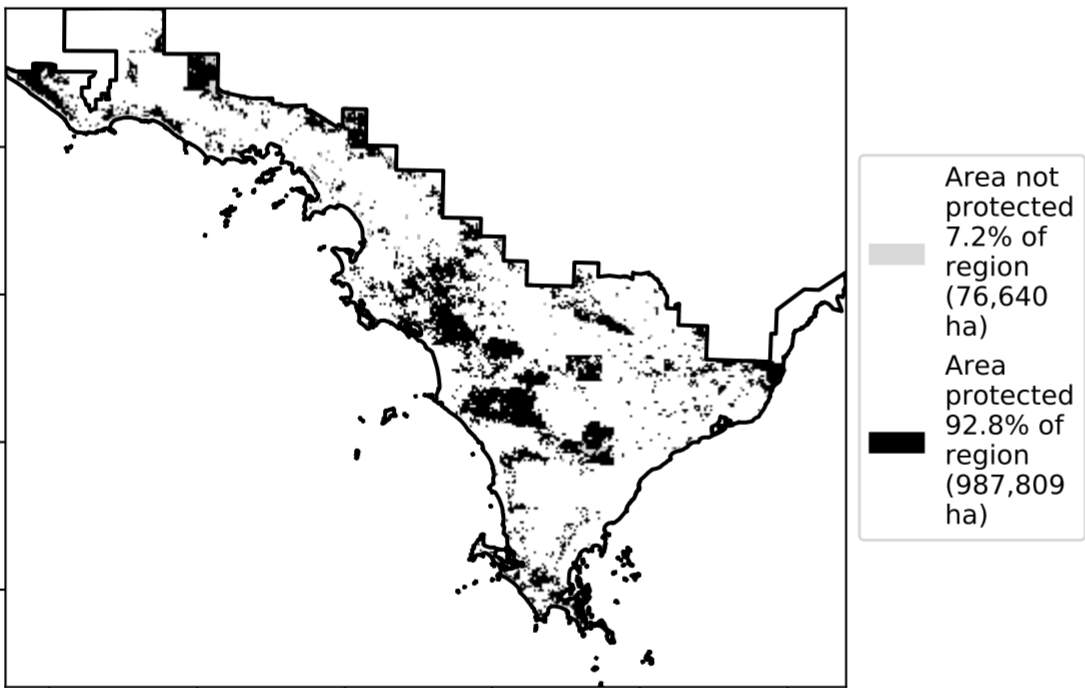 Area not
protected
7.2% of
region
(76,640
ha)
Area
protected
92.8% of
region
(987,809
ha)